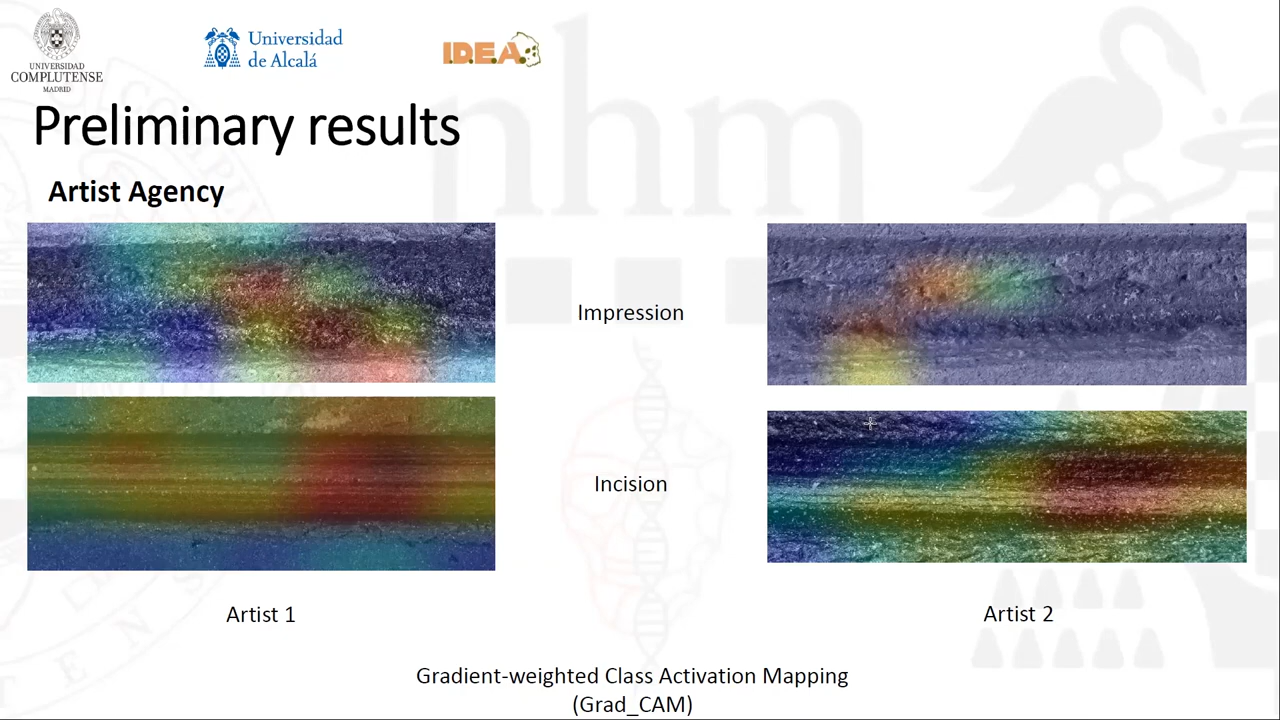 UNIVERSIDAD
COMPLUTENSE
MADRID
Universidad
de Alcalá
IDEA
Preliminary results
nhm
Artist Agency
Impression
Incision
Artist 1
Artist 2
Gradient-weighted Class Activation Mapping
(Grad_CAM)